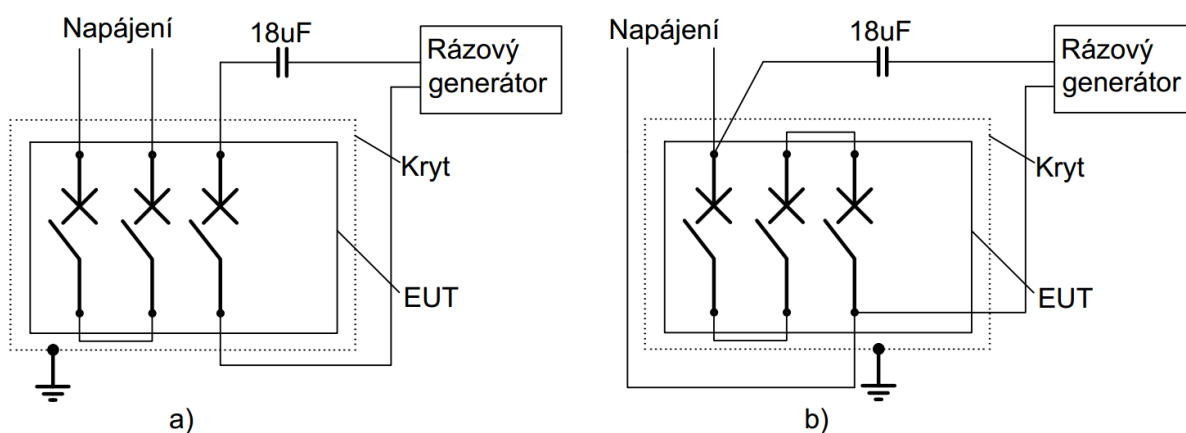 Napájení
18uF
Rázový
generátor
Kryt
EUT
a)
Napájení
18uF
Rázový
generátor
Kryt
EUT
b)